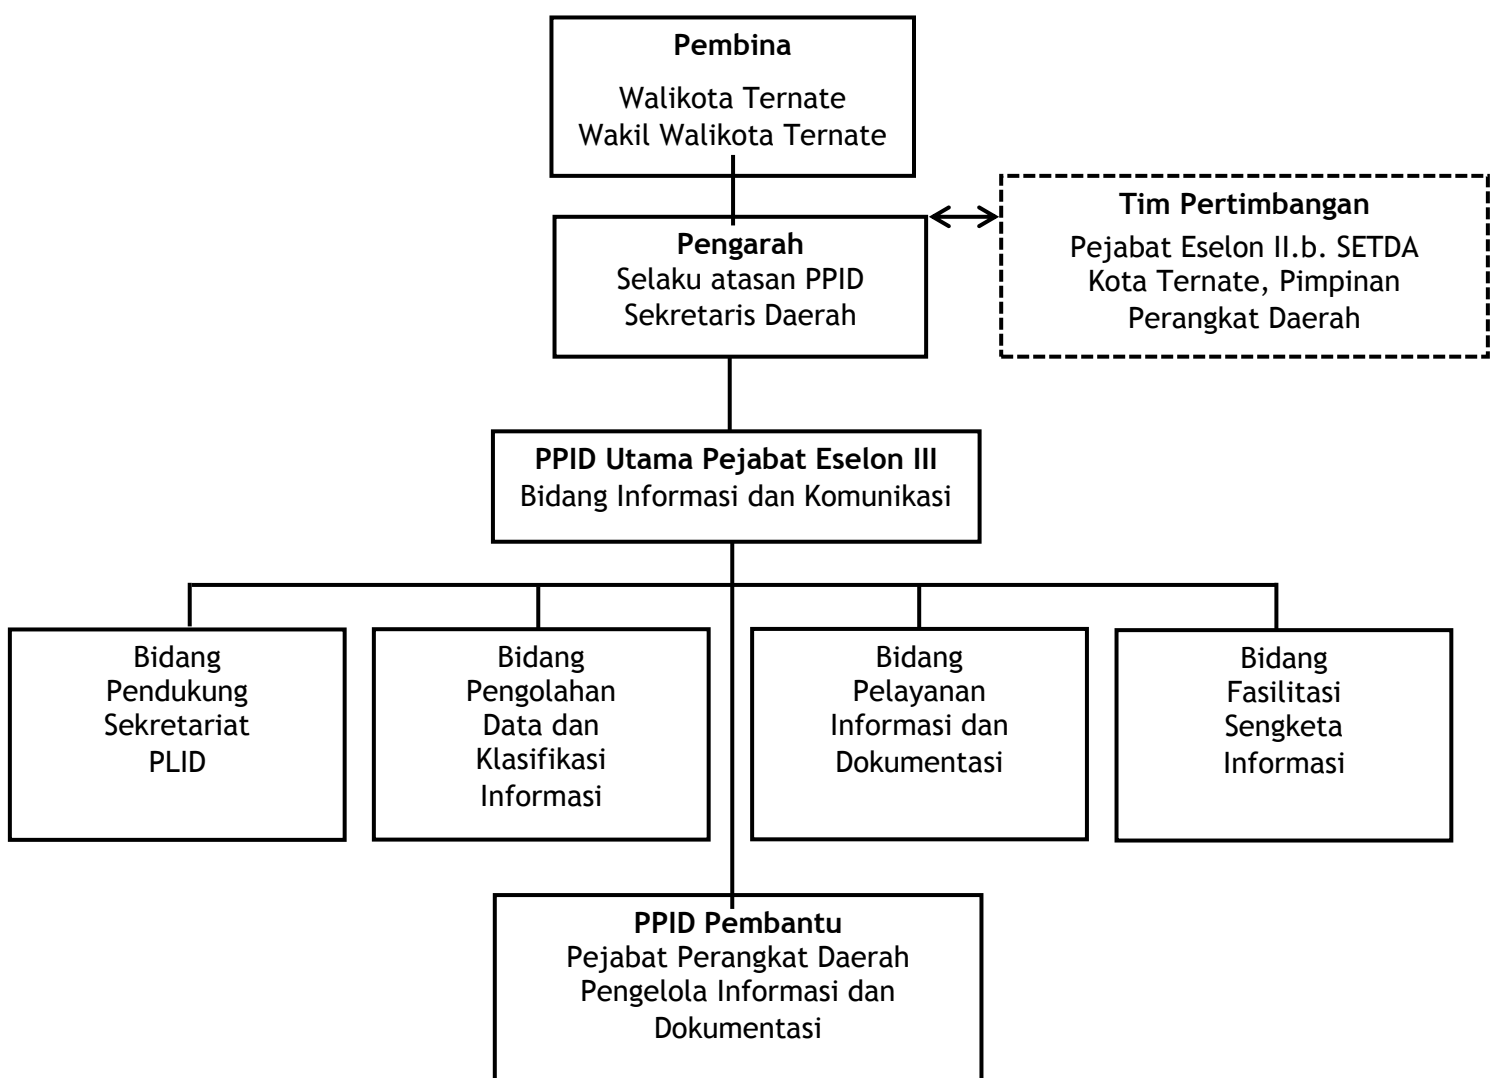 Pembina
Walikota Ternate
Wakil Walikota Ternate
Tim Pertimbangan
Pejabat Eselon II.b. SETDA
Kota Ternate, Pimpinan
Perangkat Daerah
Pengarah
Selaku atasan PPID
Sekretaris Daerah
PPID Utama Pejabat Eselon III
Bidang Informasi dan Komunikasi
Bidang
Pendukung
Sekretariat
PLID
Bidang
Pengolahan
Data dan
Klasifikasi
Informasi
Bidang
Pelayanan
Informasi dan
Dokumentasi
Bidang
Fasilitasi
Sengketa
Informasi
PPID Pembantu
Pejabat Perangkat Daerah
Pengelola Informasi dan
Dokumentasi